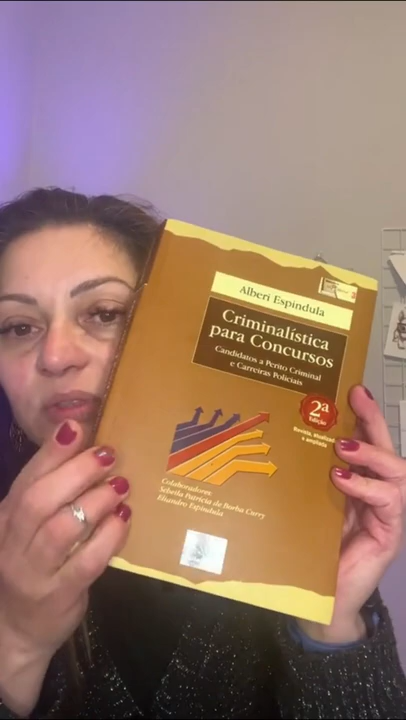 Alberi Espindula
Criminalística
para Concursos
Candidatos a Perito Criminal
e Carreiras Policiais
2ª
Edição
Revista, atualizada
e ampliada
Colaboradores
Sebeila Patrícia de Borba Curry
Eliandro Espindula